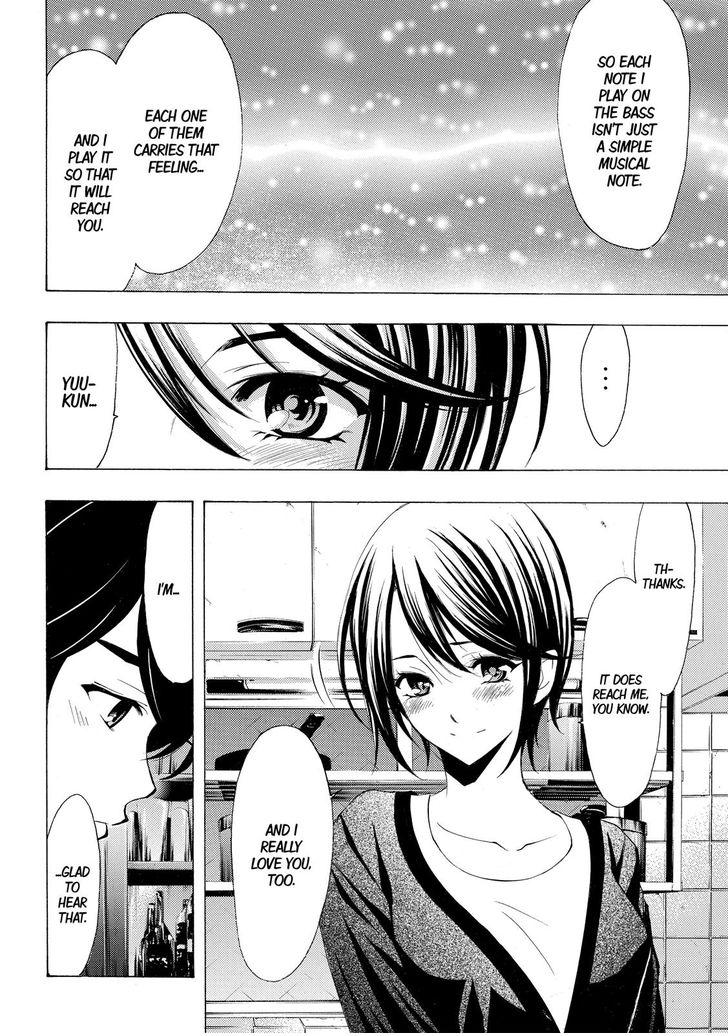 SO EACH
NOTE I
PLAY ON
THE BASS
ISN'T JUST
A SIMPLE
MUSICAL
NOTE.
EACH ONE
OF THEM
CARRIES THAT
FEELING...
AND I
PLAY IT
SO THAT
IT WILL
REACH
YOU.
...
YUU-
KUN...
TH-
THANKS.
IT DOES
REACH ME,
YOU KNOW.
AND I
REALLY
LOVE YOU,
TOO.
I'M...
...GLAD
TO
HEAR
THAT.